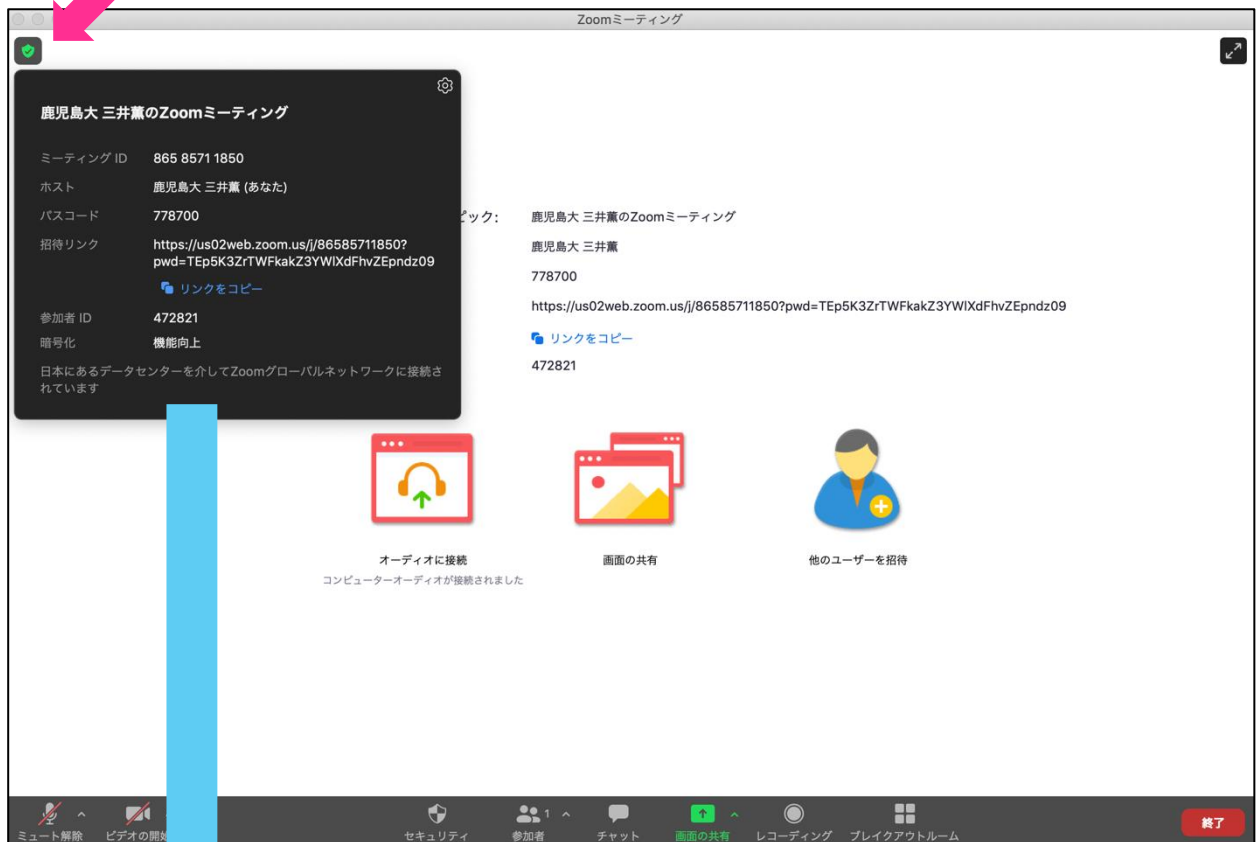 Zoomミーティング
鹿児島大 三井薫のZoomミーティング
ミーティング ID 865 8571 1850
ホスト 鹿児島大 三井薫 (あなた)
パスコード 778700
招待リンク https://us02web.zoom.us/j/86585711850?
pwd=TEp5K3ZrTWFkakZ3YWlXdFhvZEpndz09
リンクをコピー
参加者 ID 472821
暗号化 機能向上
日本にあるデータセンターを介してZoomグローバルネットワークに接続さ
れています
ピック: 鹿児島大 三井薫のZoomミーティング
鹿児島大 三井薫
778700
https://us02web.zoom.us/j/86585711850?pwd=TEp5K3ZrTWFkakZ3YWlXdFhvZEpndz09
リンクをコピー
472821
オーディオに接続
コンピューターオーディオが接続されました
画面の共有
他のユーザーを招待
ミュート解除 ビデオの開始 セキュリティ 参加者 1 チャット 画面の共有 レコーディング ブレイクアウトルーム 終了